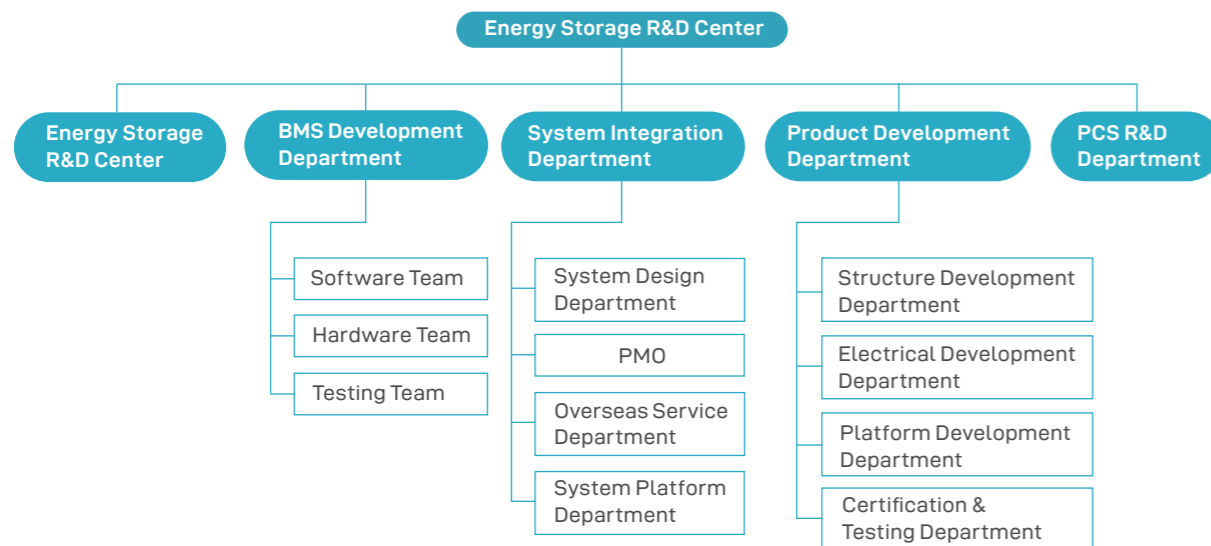 Energy Storage R&D Center
Energy Storage
R&D Center
BMS Development
Department
System Integration
Department
Product Development
Department
PCS R&D
Department
Software Team
Hardware Team
Testing Team
System Design
Department
PMO
Overseas Service
Department
System Platform
Department
Structure Development
Department
Electrical Development
Department
Platform Development
Department
Certification &
Testing Department